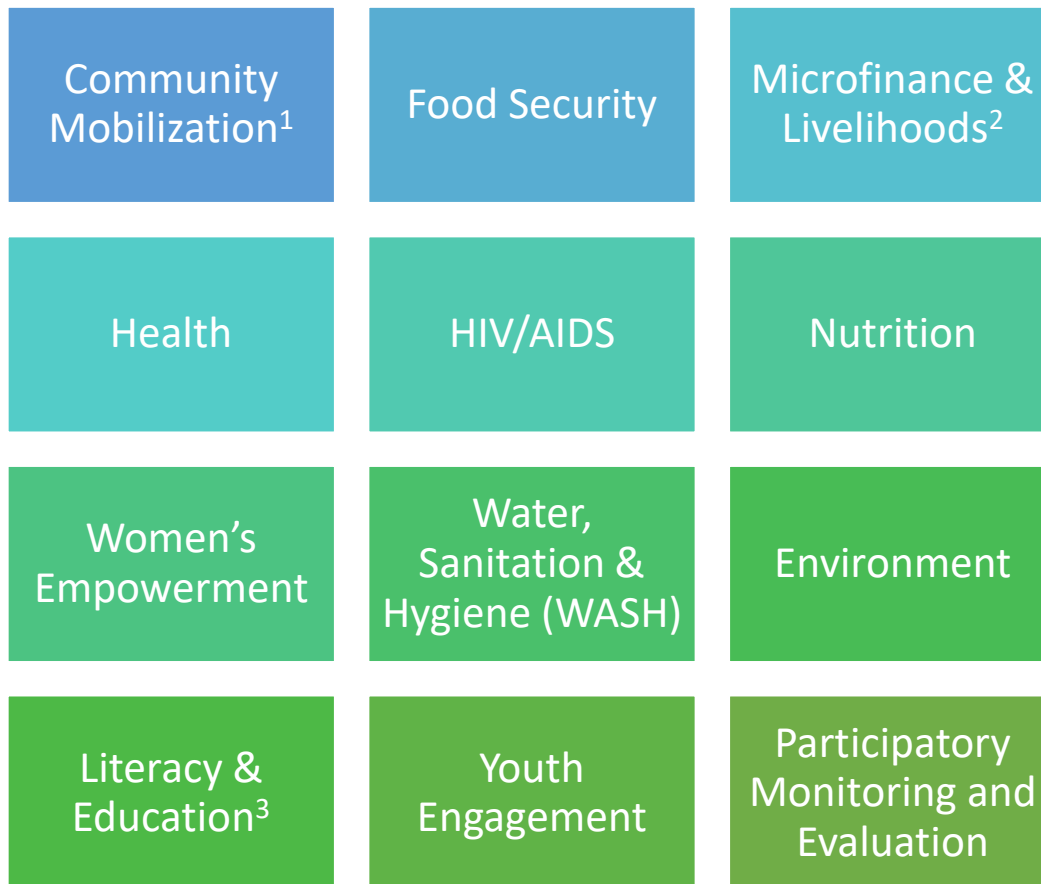 Community
Mobilization¹
Food Security
Microfinance &
Livelihoods²
Health
HIV/AIDS
Nutrition
Women’s
Empowerment
Water,
Sanitation &
Hygiene (WASH)
Environment
Literacy &
Education³
Youth
Engagement
Participatory
Monitoring and
Evaluation